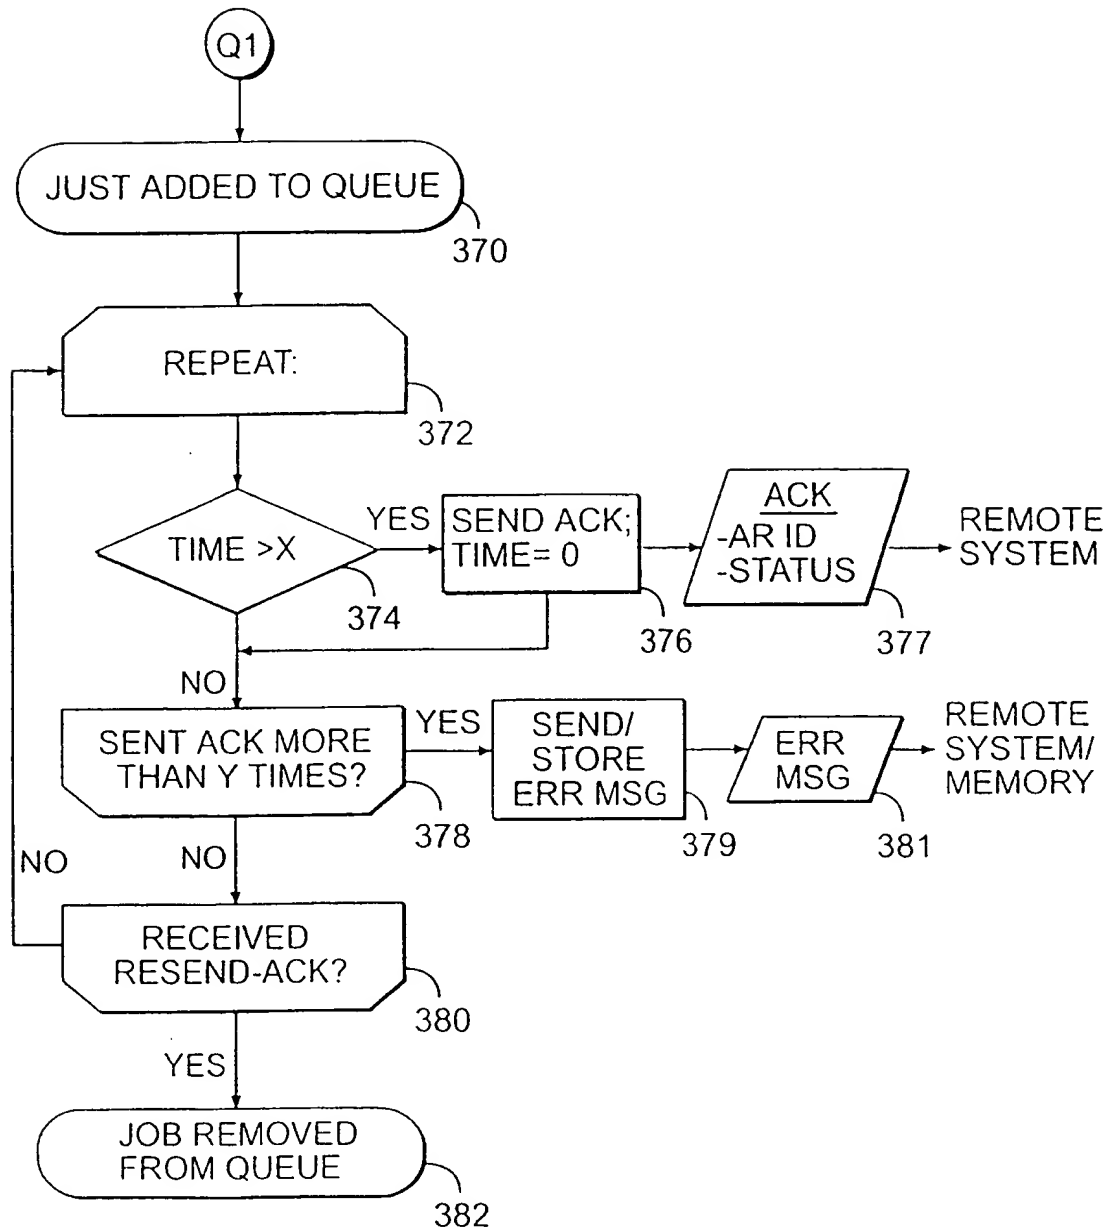 Q1
JUST ADDED TO QUEUE
370
REPEAT:
372
TIME >X
374
YES
SEND ACK;
TIME= 0
376
ACK
-AR ID
-STATUS
377
REMOTE
SYSTEM
NO
SENT ACK MORE
THAN Y TIMES?
378
YES
SEND/
STORE
ERR MSG
379
ERR
MSG
381
REMOTE
SYSTEM/
MEMORY
NO
NO
RECEIVED
RESEND-ACK?
380
YES
JOB REMOVED
FROM QUEUE
382